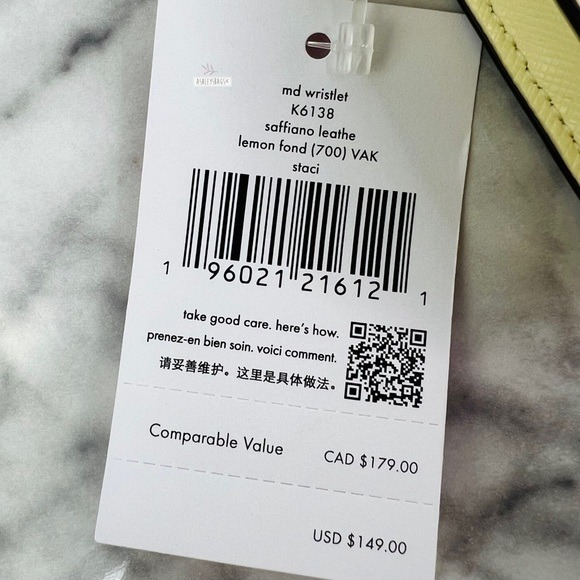 md wristlet
K6138
saffiano leathe
lemon fond (700) VAK
staci
1 96021 21612 1
take good care. here's how.
prenez-en bien soin. voici comment.
请妥善维护。这里是具体做法。
Comparable Value CAD $179.00
USD $149.00